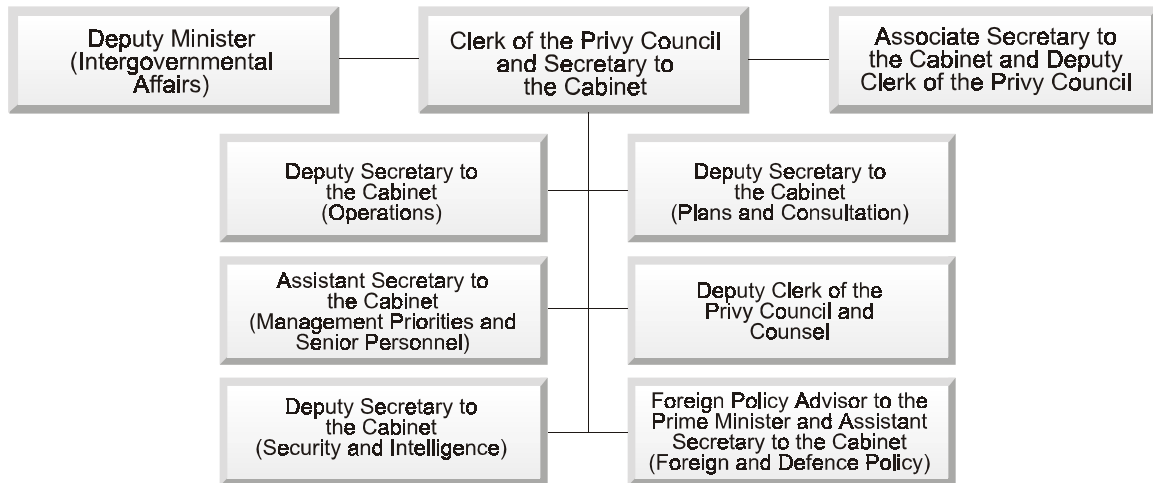 Deputy Minister
(Intergovernmental
Affairs)
Clerk of the Privy Council
and Secretary to
the Cabinet
Associate Secretary to
the Cabinet and Deputy
Clerk of the Privy Council
Deputy Secretary to
the Cabinet
(Operations)
Deputy Secretary to
the Cabinet
(Plans and Consultation)
Assistant Secretary to
the Cabinet
(Management Priorities and
Senior Personnel)
Deputy Clerk of the
Privy Council and
Counsel
Deputy Secretary to
the Cabinet
(Security and Intelligence)
Foreign Policy Advisor to the
Prime Minister and Assistant
Secretary to the Cabinet
(Foreign and Defence Policy)